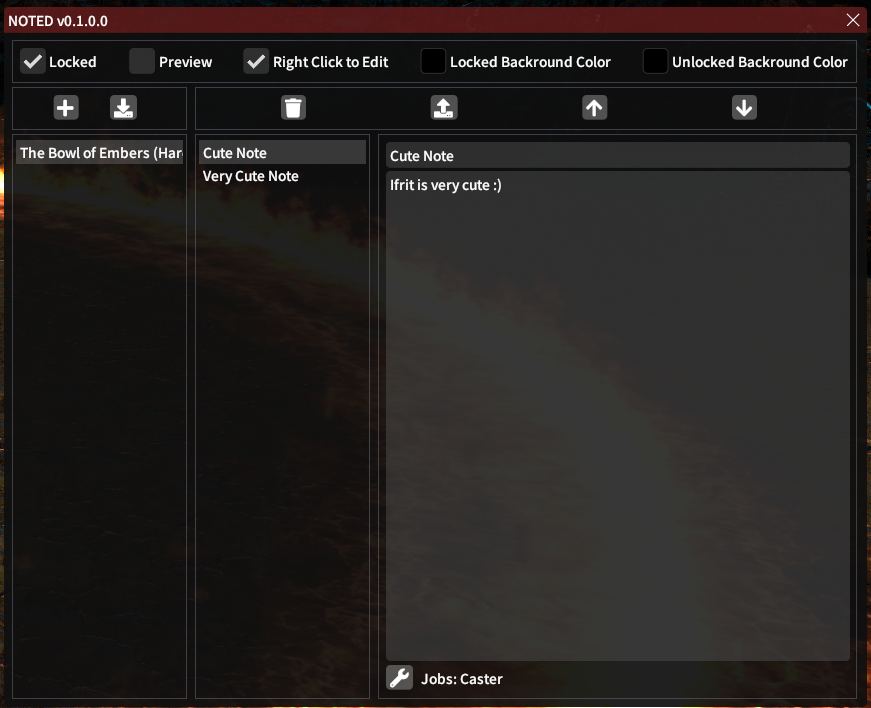 NOTED v0.1.0.0
Locked
Preview
Right Click to Edit
Locked Backround Color
Unlocked Backround Color
The Bowl of Embers (Har
Cute Note
Very Cute Note
Cute Note
Ifrit is very cute :)
Jobs: Caster